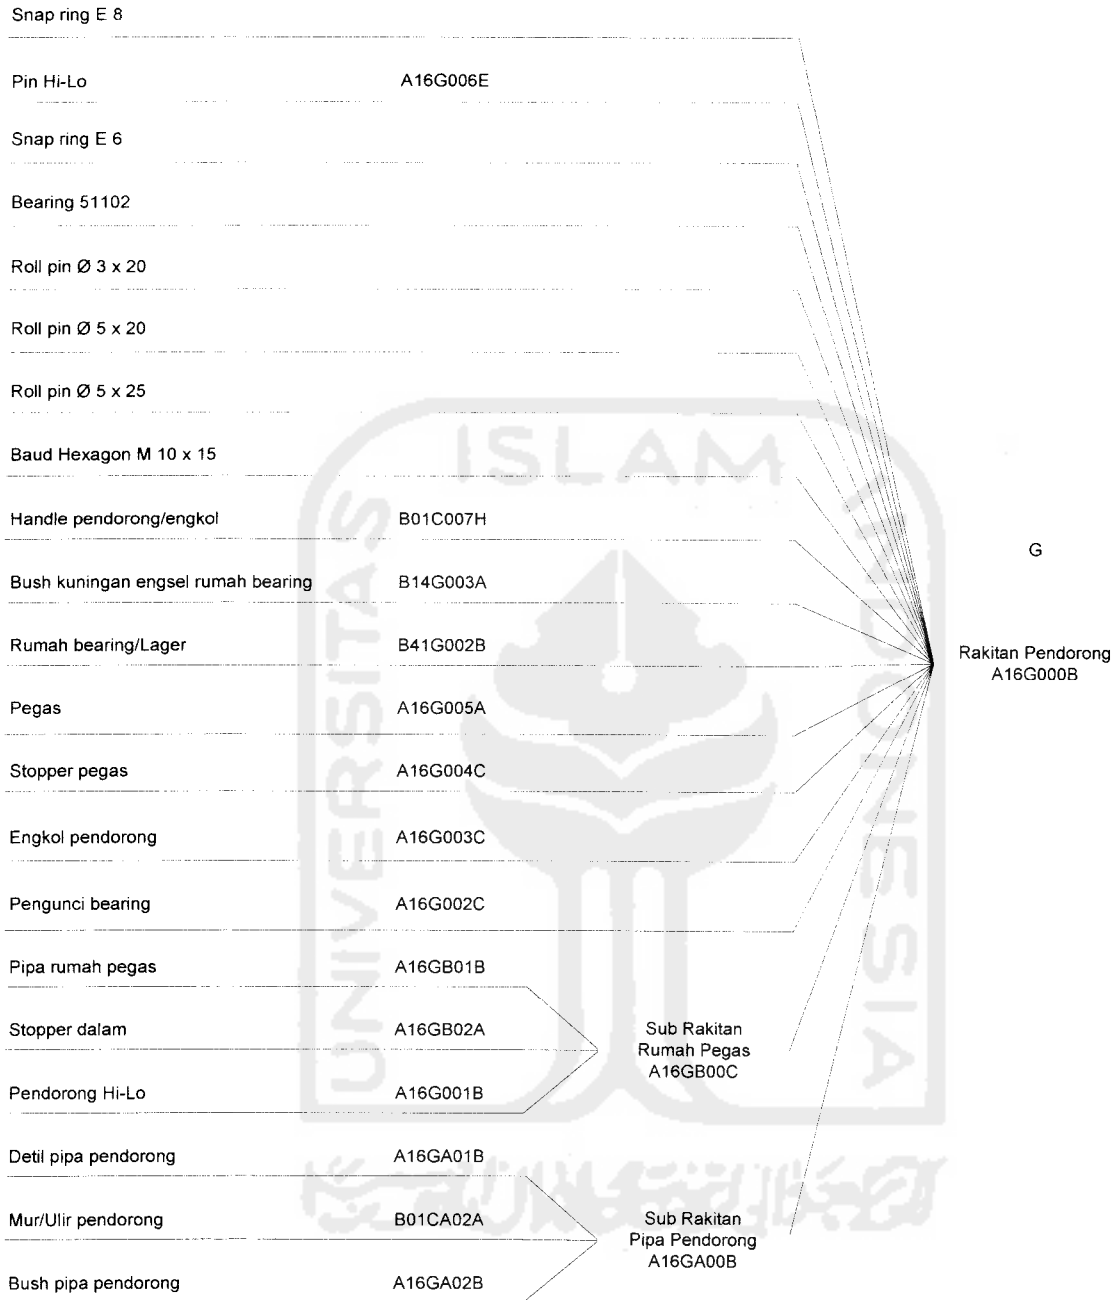 Snap ring E 8
Pin Hi-Lo A16G006E
Snap ring E 6
Bearing 51102
Roll pin Ø 3 x 20
Roll pin Ø 5 x 20
Roll pin Ø 5 x 25
Baud Hexagon M 10 x 15
Handle pendorong/engkol B01C007H
Bush kuningan engsel rumah bearing B14G003A
Rumah bearing/Lager B41G002B
Pegas A16G005A
Stopper pegas A16G004C
Engkol pendorong A16G003C
Pengunci bearing A16G002C
Pipa rumah pegas A16GB01B
Stopper dalam A16GB02A
Pendorong Hi-Lo A16G001B
Detil pipa pendorong A16GA01B
Mur/Ulir pendorong B01CA02A
Bush pipa pendorong A16GA02B
Sub Rakitan
Rumah Pegas
A16GB00C
Sub Rakitan
Pipa Pendorong
A16GA00B
G
Rakitan Pendorong
A16G000B
UNIVERSITAS
ISLAM
INDONESIA